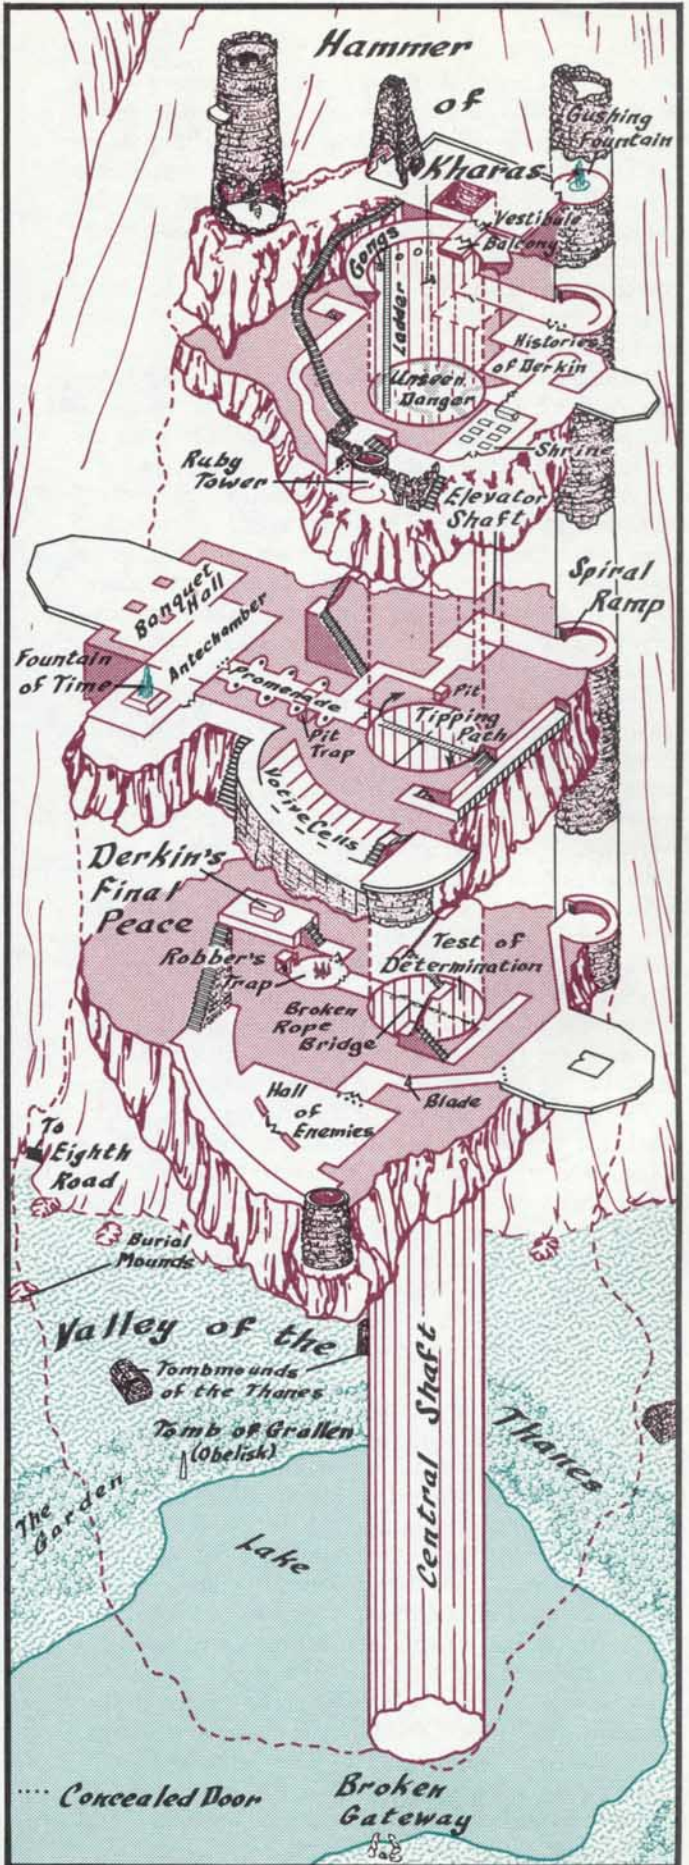 Hammer
of
Kharas
Gushing
Fountain
Vestibule
Balcony
Gongs
Ladder
Histories
of Derkin
Unseen
Danger
Shrine
Ruby
Tower
Elevator
Shaft
Spiral
Ramp
Banquet
Hall
Antechamber
Fountain
of Time
Promenade
Pit
Tipping
Path
Pit
Trap
Votive Cens
Derkin's
Final
Peace
Robber's
Trap
Test of
Determination
Broken
Rope
Bridge
Blade
Hall
of
Enemies
To
Eighth
Road
Burial
Mounds
Valley of the
Thanes
Tombmounds
of the Thanes
Tomb of Grallen
(Obelisk)
The
Garden
Lake
Central Shaft
.... Concealed Door
Broken
Gateway